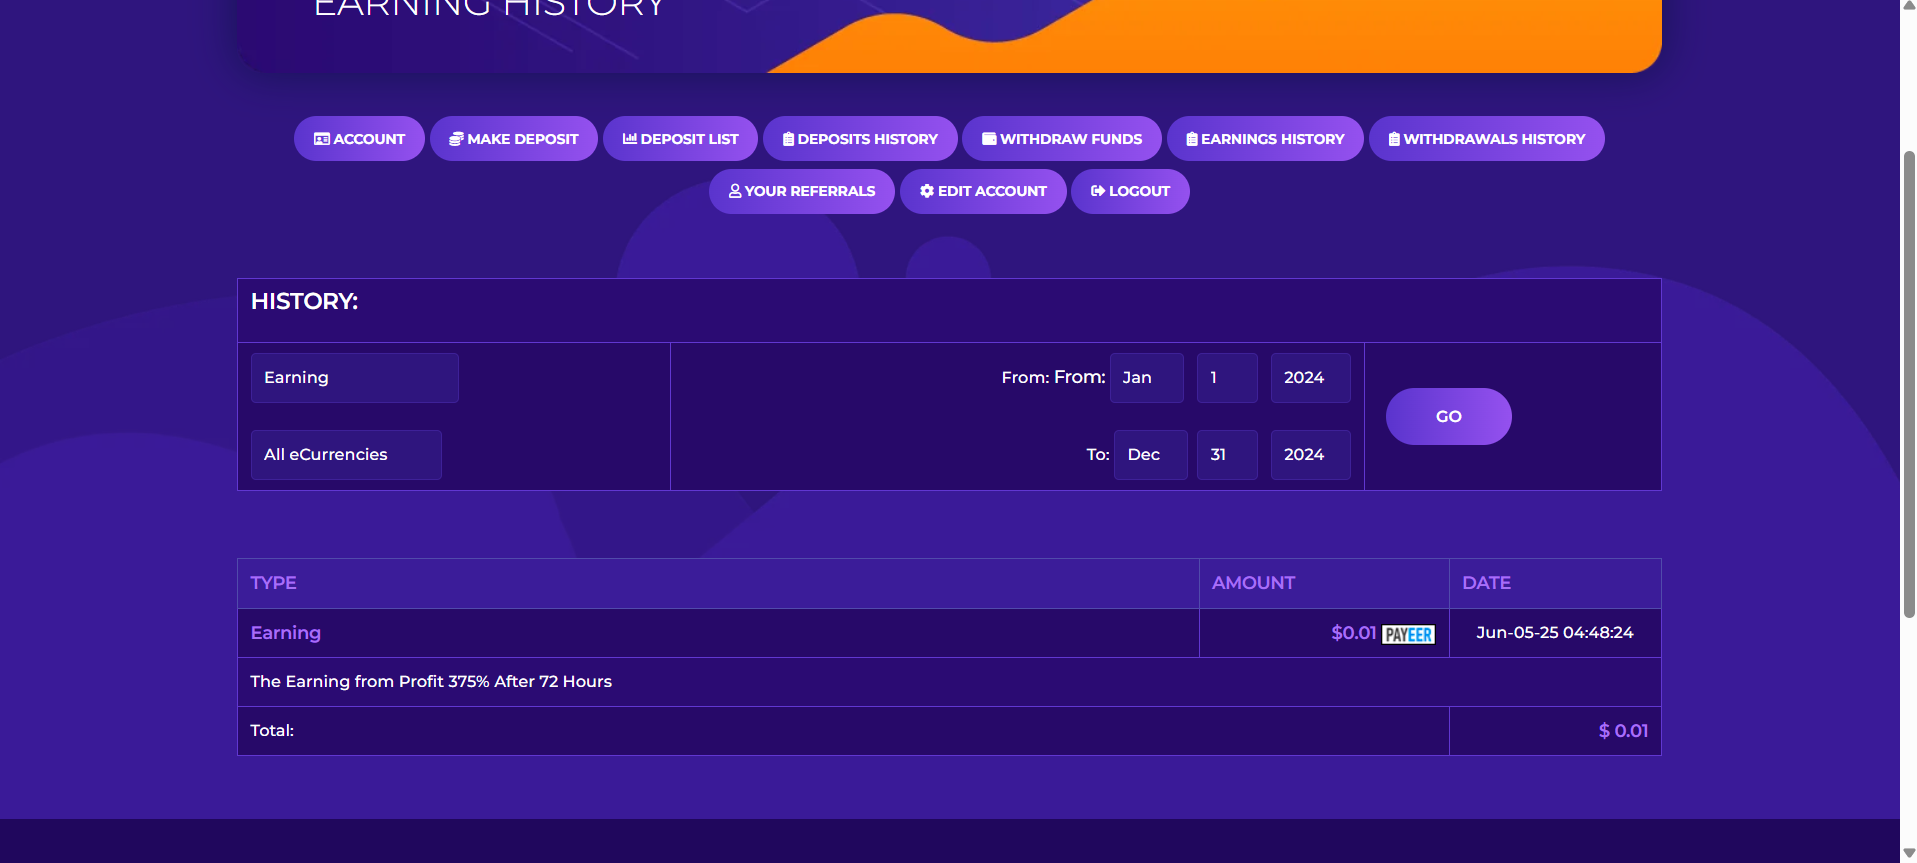 EARNING HISTORY
ACCOUNT MAKE DEPOSIT DEPOSIT LIST DEPOSITS HISTORY WITHDRAW FUNDS EARNINGS HISTORY WITHDRAWALS HISTORY
YOUR REFERRALS EDIT ACCOUNT LOGOUT
HISTORY:
Earning From: From: Jan 1 2024
GO
All eCurrencies To: Dec 31 2024
TYPE AMOUNT DATE
Earning $0.01 PAYEER Jun-05-25 04:48:24
The Earning from Profit 375% After 72 Hours
Total: $ 0.01